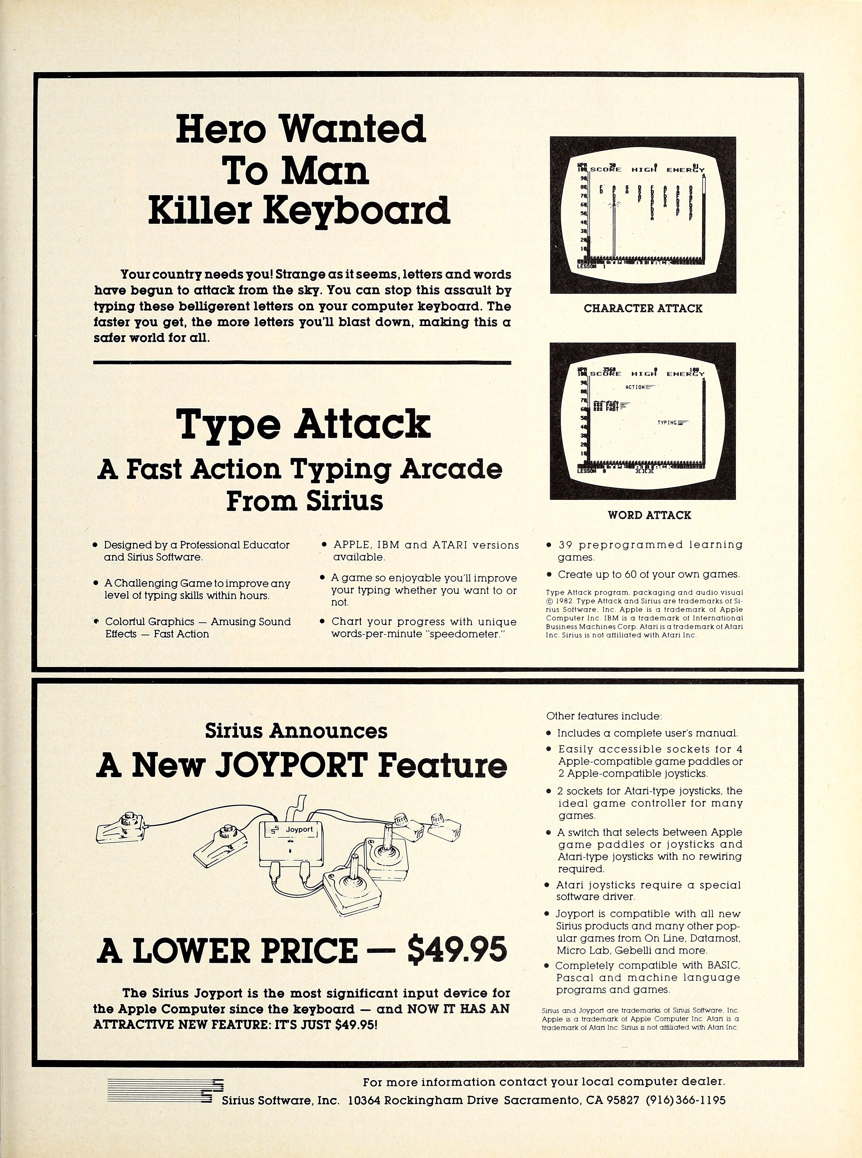 Hero Wanted
To Man
Killer Keyboard
Your country needs you! Strange as it seems, letters and words
have begun to attack from the sky. You can stop this assault by
typing these belligerent letters on your computer keyboard. The
faster you get, the more letters you'll blast down, making this a
safer world for all.
SCORE HIGH ENERGY
LESSON 1
CHARACTER ATTACK
SCORE HIGH ENERGY
ACTION
TYPING
LESSON
WORD ATTACK
Type Attack
A Fast Action Typing Arcade
From Sirius
• Designed by a Professional Educator
and Sirius Software.
• A Challenging Game to improve any
level of typing skills within hours.
• Colorful Graphics — Amusing Sound
Effects — Fast Action
• APPLE, IBM and ATARI versions
available.
• A game so enjoyable you'll improve
your typing whether you want to or
not.
• Chart your progress with unique
words-per-minute "speedometer."
• 39 preprogrammed learning
games.
• Create up to 60 of your own games.
Type Attack program, packaging and audio visual
© 1982. Type Attack and Sirius are trademarks of Si-
rius Software, Inc. Apple is a trademark of Apple
Computer Inc. IBM is a trademark of International
Business Machines Corp. Atari is a trademark of Atari
Inc. Sirius is not affiliated with Atari Inc.
Sirius Announces
A New JOYPORT Feature
Joyport
A LOWER PRICE — $49.95
The Sirius Joyport is the most significant input device for
the Apple Computer since the keyboard — and NOW IT HAS AN
ATTRACTIVE NEW FEATURE: IT'S JUST $49.95!
Other features include:
• Includes a complete user's manual.
• Easily accessible sockets for 4
Apple-compatible game paddles or
2 Apple-compatible joysticks.
• 2 sockets for Atari-type joysticks, the
ideal game controller for many
games.
• A switch that selects between Apple
game paddles or joysticks and
Atari-type joysticks with no rewiring
required.
• Atari joysticks require a special
software driver.
• Joyport is compatible with all new
Sirius products and many other pop-
ular games from On Line, Datamost,
Micro Lab, Gebelli and more.
• Completely compatible with BASIC,
Pascal and machine language
programs and games.
Sirius and Joyport are trademarks of Sirius Software, Inc.
Apple is a trademark of Apple Computer Inc. Atari is a
trademark of Atari Inc. Sirius is not affiliated with Atari Inc.
For more information contact your local computer dealer.
Sirius Software, Inc. 10364 Rockingham Drive Sacramento, CA 95827 (916) 366-1195